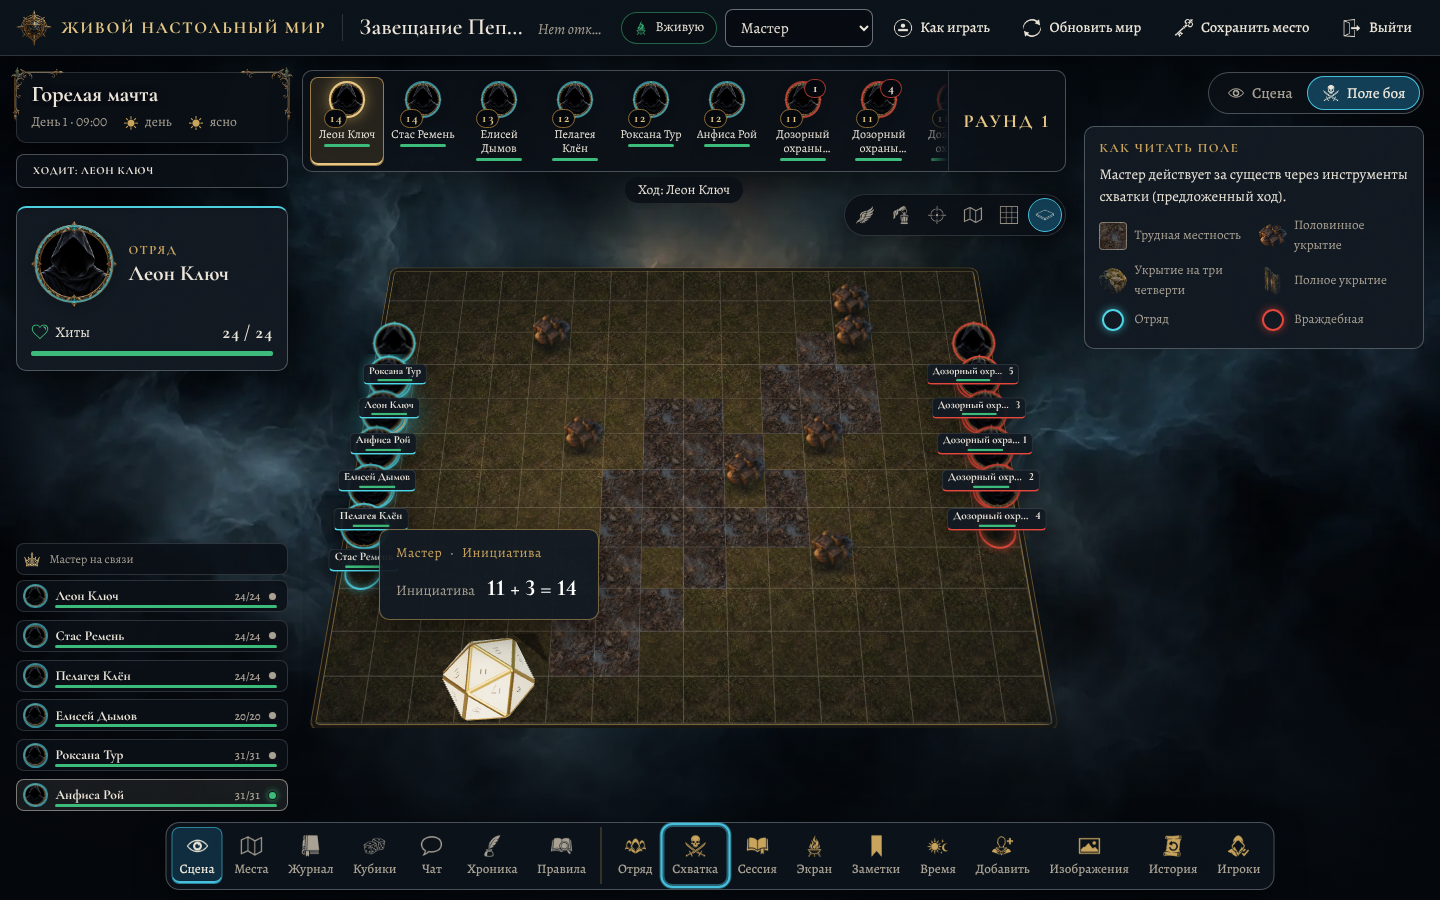 ЖИВОЙ НАСТОЛЬНЫЙ МИР
Завещание Пеп...
Нет отк...
Вживую
Мастер
Как играть
Обновить мир
Сохранить место
Выйти
Горелая мачта
День 1 · 09:00
день
ясно
ХОДИТ: ЛЕОН КЛЮЧ
ОТРЯД
Леон Ключ
Хиты
24 / 24
14
Леон Ключ
14
Стас Ремень
13
Елисей Дымов
12
Пелагея Клён
12
Роксана Тур
12
Анфиса Рой
1
11
Дозорный охраны...
4
11
Дозорный охраны...
РАУНД 1
Ход: Леон Ключ
Сцена
Поле боя
КАК ЧИТАТЬ ПОЛЕ
Мастер действует за существ через инструменты
схватки (предложенный ход).
Трудная местность
Половинное укрытие
Укрытие на три четверти
Полное укрытие
Отряд
Враждебная
Роксана Тур
Леон Ключ
Анфиса Рой
Елисей Дымов
Пелагея Клён
Дозорный охр... 5
Дозорный охр... 3
Дозорный охра... 1
Дозорный охр... 2
Дозорный охр... 4
Мастер · Инициатива
Инициатива 11 + 3 = 14
11
Мастер на связи
Леон Ключ 24/24
Стас Ремень 24/24
Пелагея Клён 24/24
Елисей Дымов 20/20
Роксана Тур 31/31
Анфиса Рой 31/31
Сцена
Места
Журнал
Кубики
Чат
Хроника
Правила
Отряд
Схватка
Сессия
Экран
Заметки
Время
Добавить
Изображения
История
Игроки